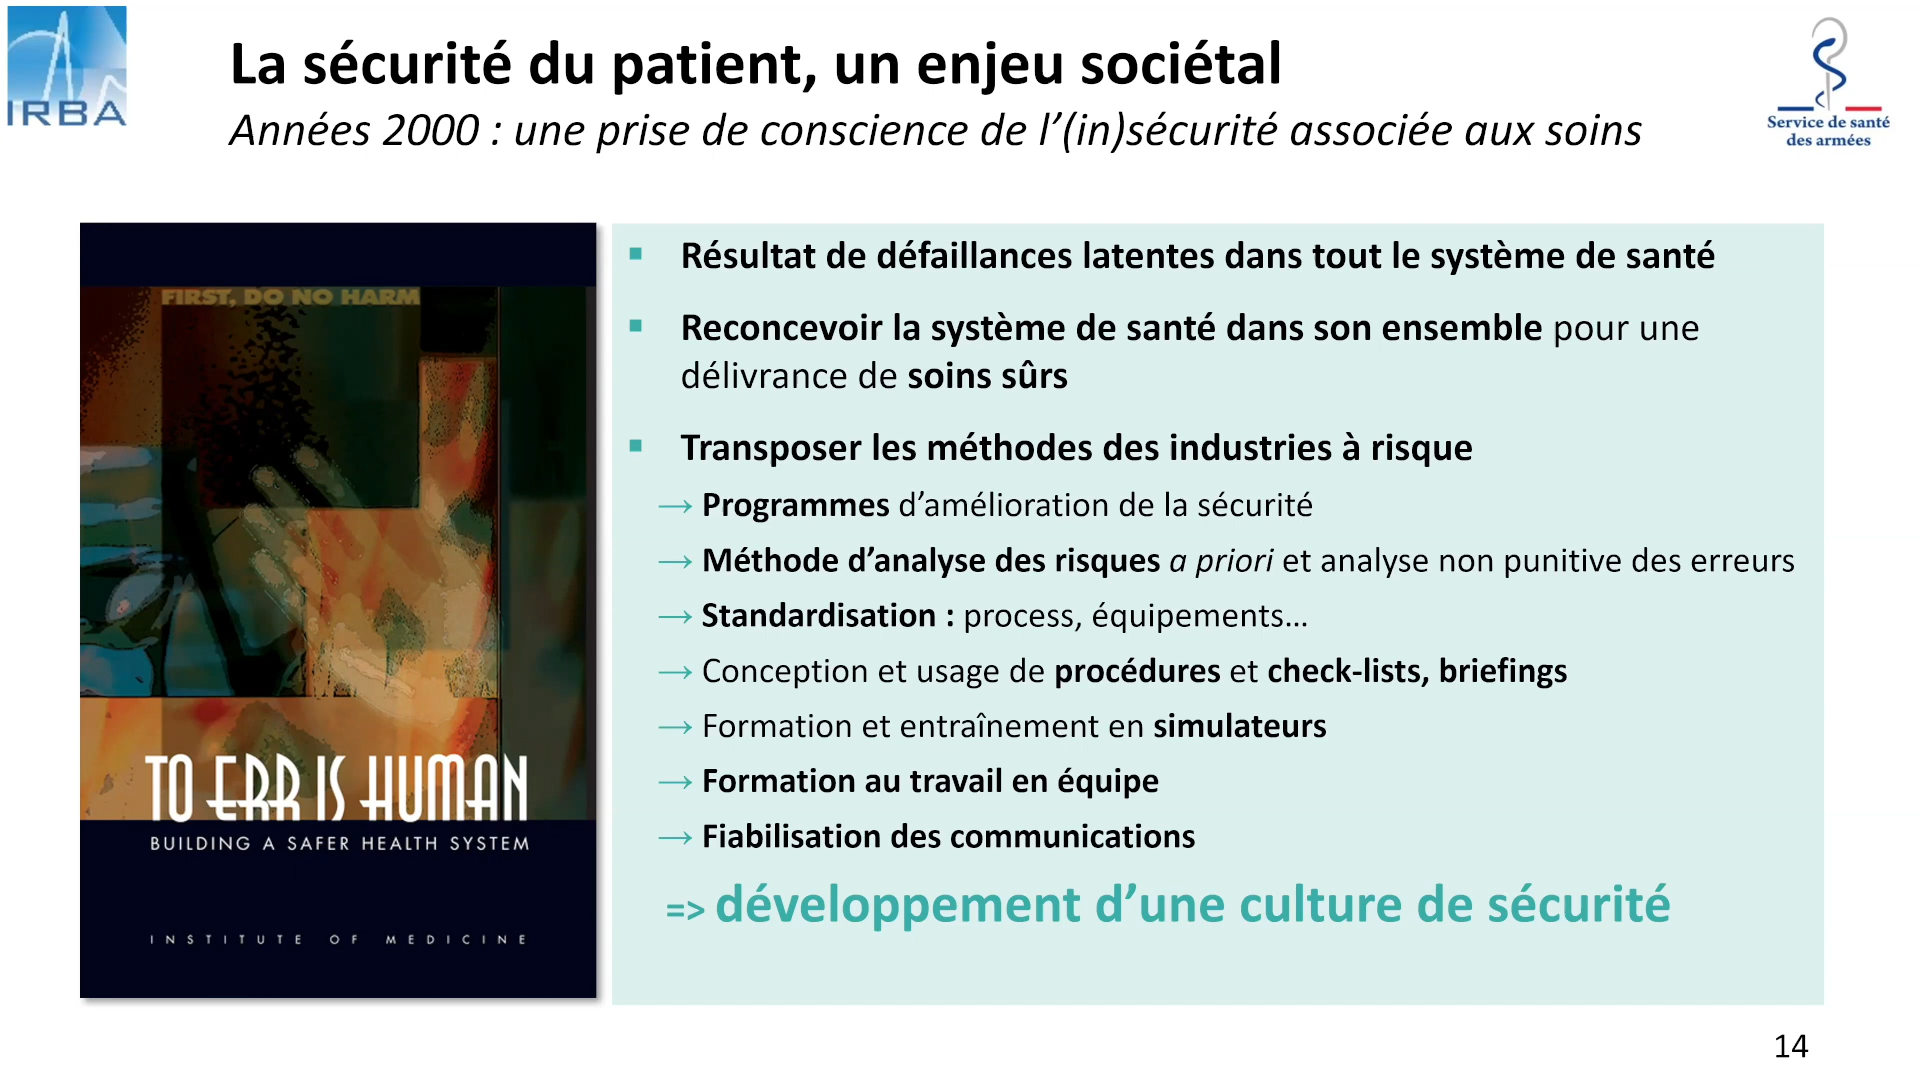 IRBA
La sécurité du patient, un enjeu sociétal
Années 2000 : une prise de conscience de l’(in)sécurité associée aux soins
Service de santé
des armées
FIRST, DO NO HARM
TO ERR IS HUMAN
BUILDING A SAFER HEALTH SYSTEM
INSTITUTE OF MEDICINE
▪ Résultat de défaillances latentes dans tout le système de santé
▪ Reconcevoir la système de santé dans son ensemble pour une
délivrance de soins sûrs
▪ Transposer les méthodes des industries à risque
→ Programmes d’amélioration de la sécurité
→ Méthode d’analyse des risques a priori et analyse non punitive des erreurs
→ Standardisation : process, équipements…
→ Conception et usage de procédures et check-lists, briefings
→ Formation et entraînement en simulateurs
→ Formation au travail en équipe
→ Fiabilisation des communications
=> développement d’une culture de sécurité
14